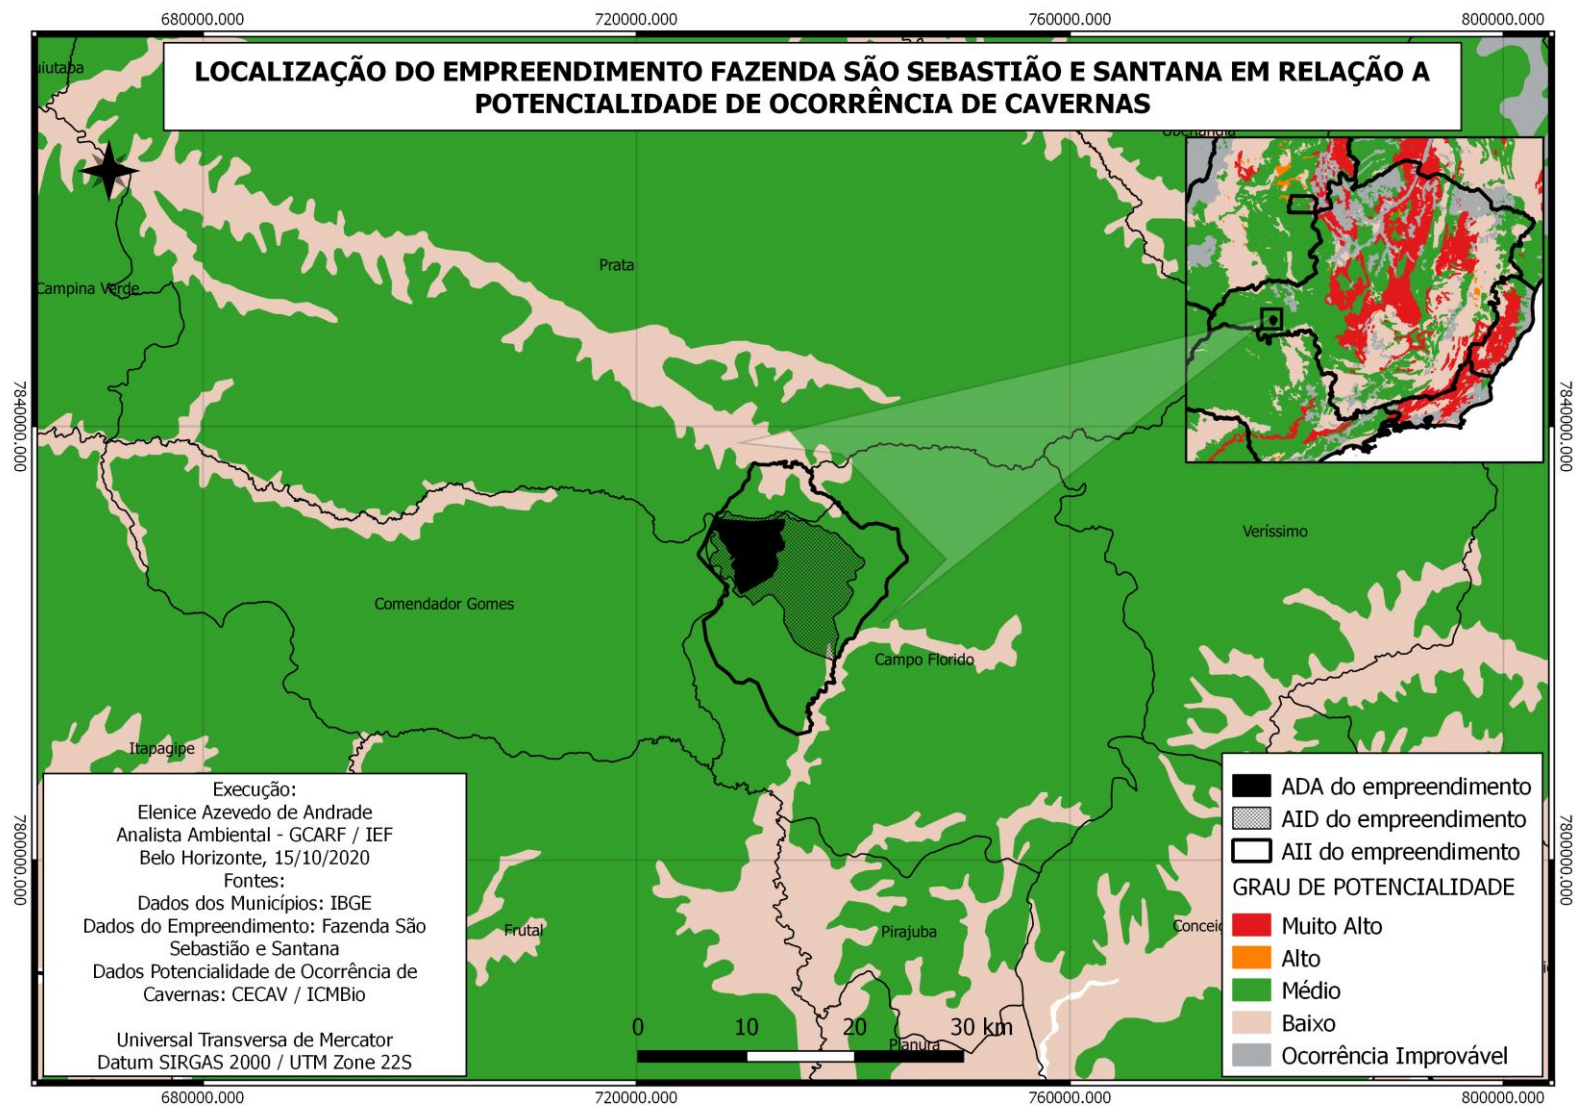 680000.000
720000.000
760000.000
800000.000
LOCALIZAÇÃO DO EMPREENDIMENTO FAZENDA SÃO SEBASTIÃO E SANTANA EM RELAÇÃO A
POTENCIALIDADE DE OCORRÊNCIA DE CAVERNAS
Prata
Campina Verde
7840000.000
7840000.000
Veríssimo
Comendador Gomes
Campo Florido
Itapagipe
Execução:
Elenice Azevedo de Andrade
Analista Ambiental - GCARF / IEF
Belo Horizonte, 15/10/2020
Fontes:
Dados dos Municípios: IBGE
Dados do Empreendimento: Fazenda São
Sebastião e Santana
Dados Potencialidade de Ocorrência de
Cavernas: CECAV / ICMBio
Universal Transversa de Mercator
Datum SIRGAS 2000 / UTM Zone 22S
7800000.000
7800000.000
Frutal
Pirajuba
Planura
0 10 20 30 km
ADA do empreendimento
AID do empreendimento
AII do empreendimento
GRAU DE POTENCIALIDADE
Muito Alto
Alto
Médio
Baixo
Ocorrência Improvável
680000.000
720000.000
760000.000
800000.000